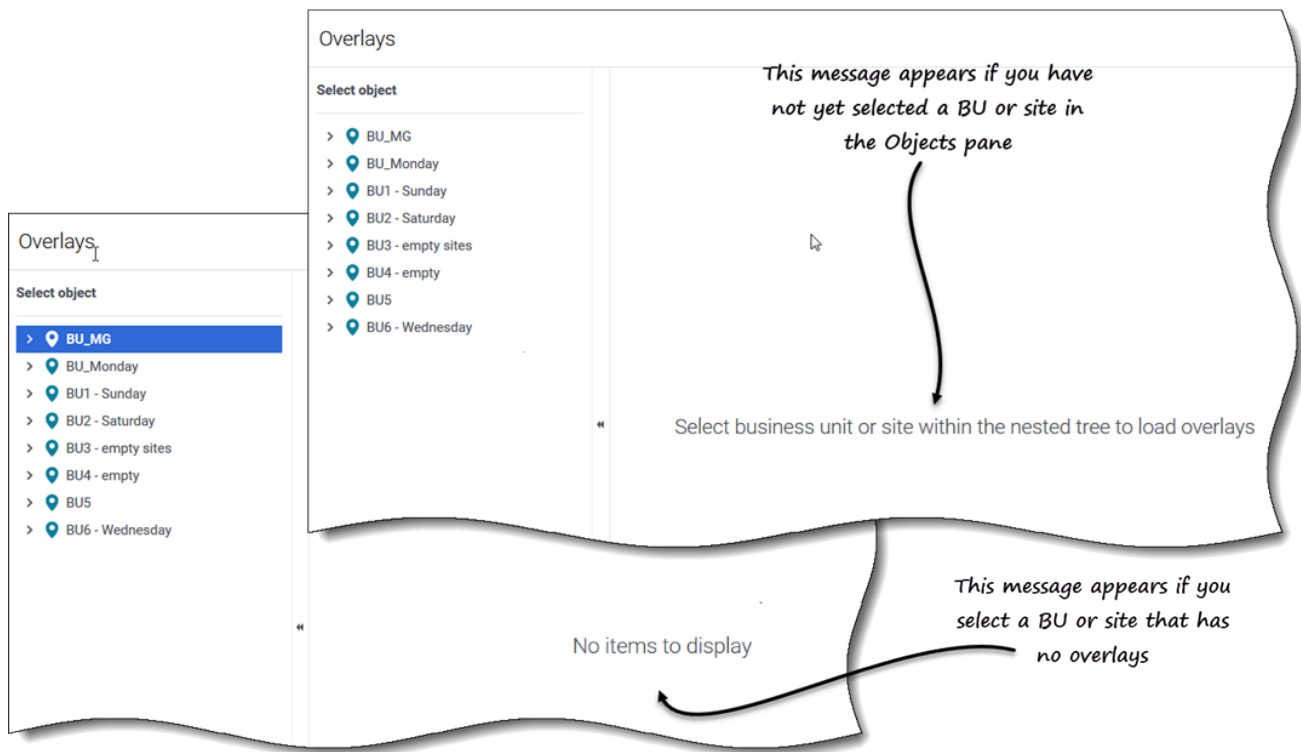 Overlays
Select object
BU_MG
BU_Monday
BU1 - Sunday
BU2 - Saturday
BU3 - empty sites
BU4 - empty
BU5
BU6 - Wednesday
This message appears if you have
not yet selected a BU or site in
the Objects pane
Select business unit or site within the nested tree to load overlays
Overlays
Select object
BU_MG
BU_Monday
BU1 - Sunday
BU2 - Saturday
BU3 - empty sites
BU4 - empty
BU5
BU6 - Wednesday
No items to display
This message appears if you
select a BU or site that has
no overlays